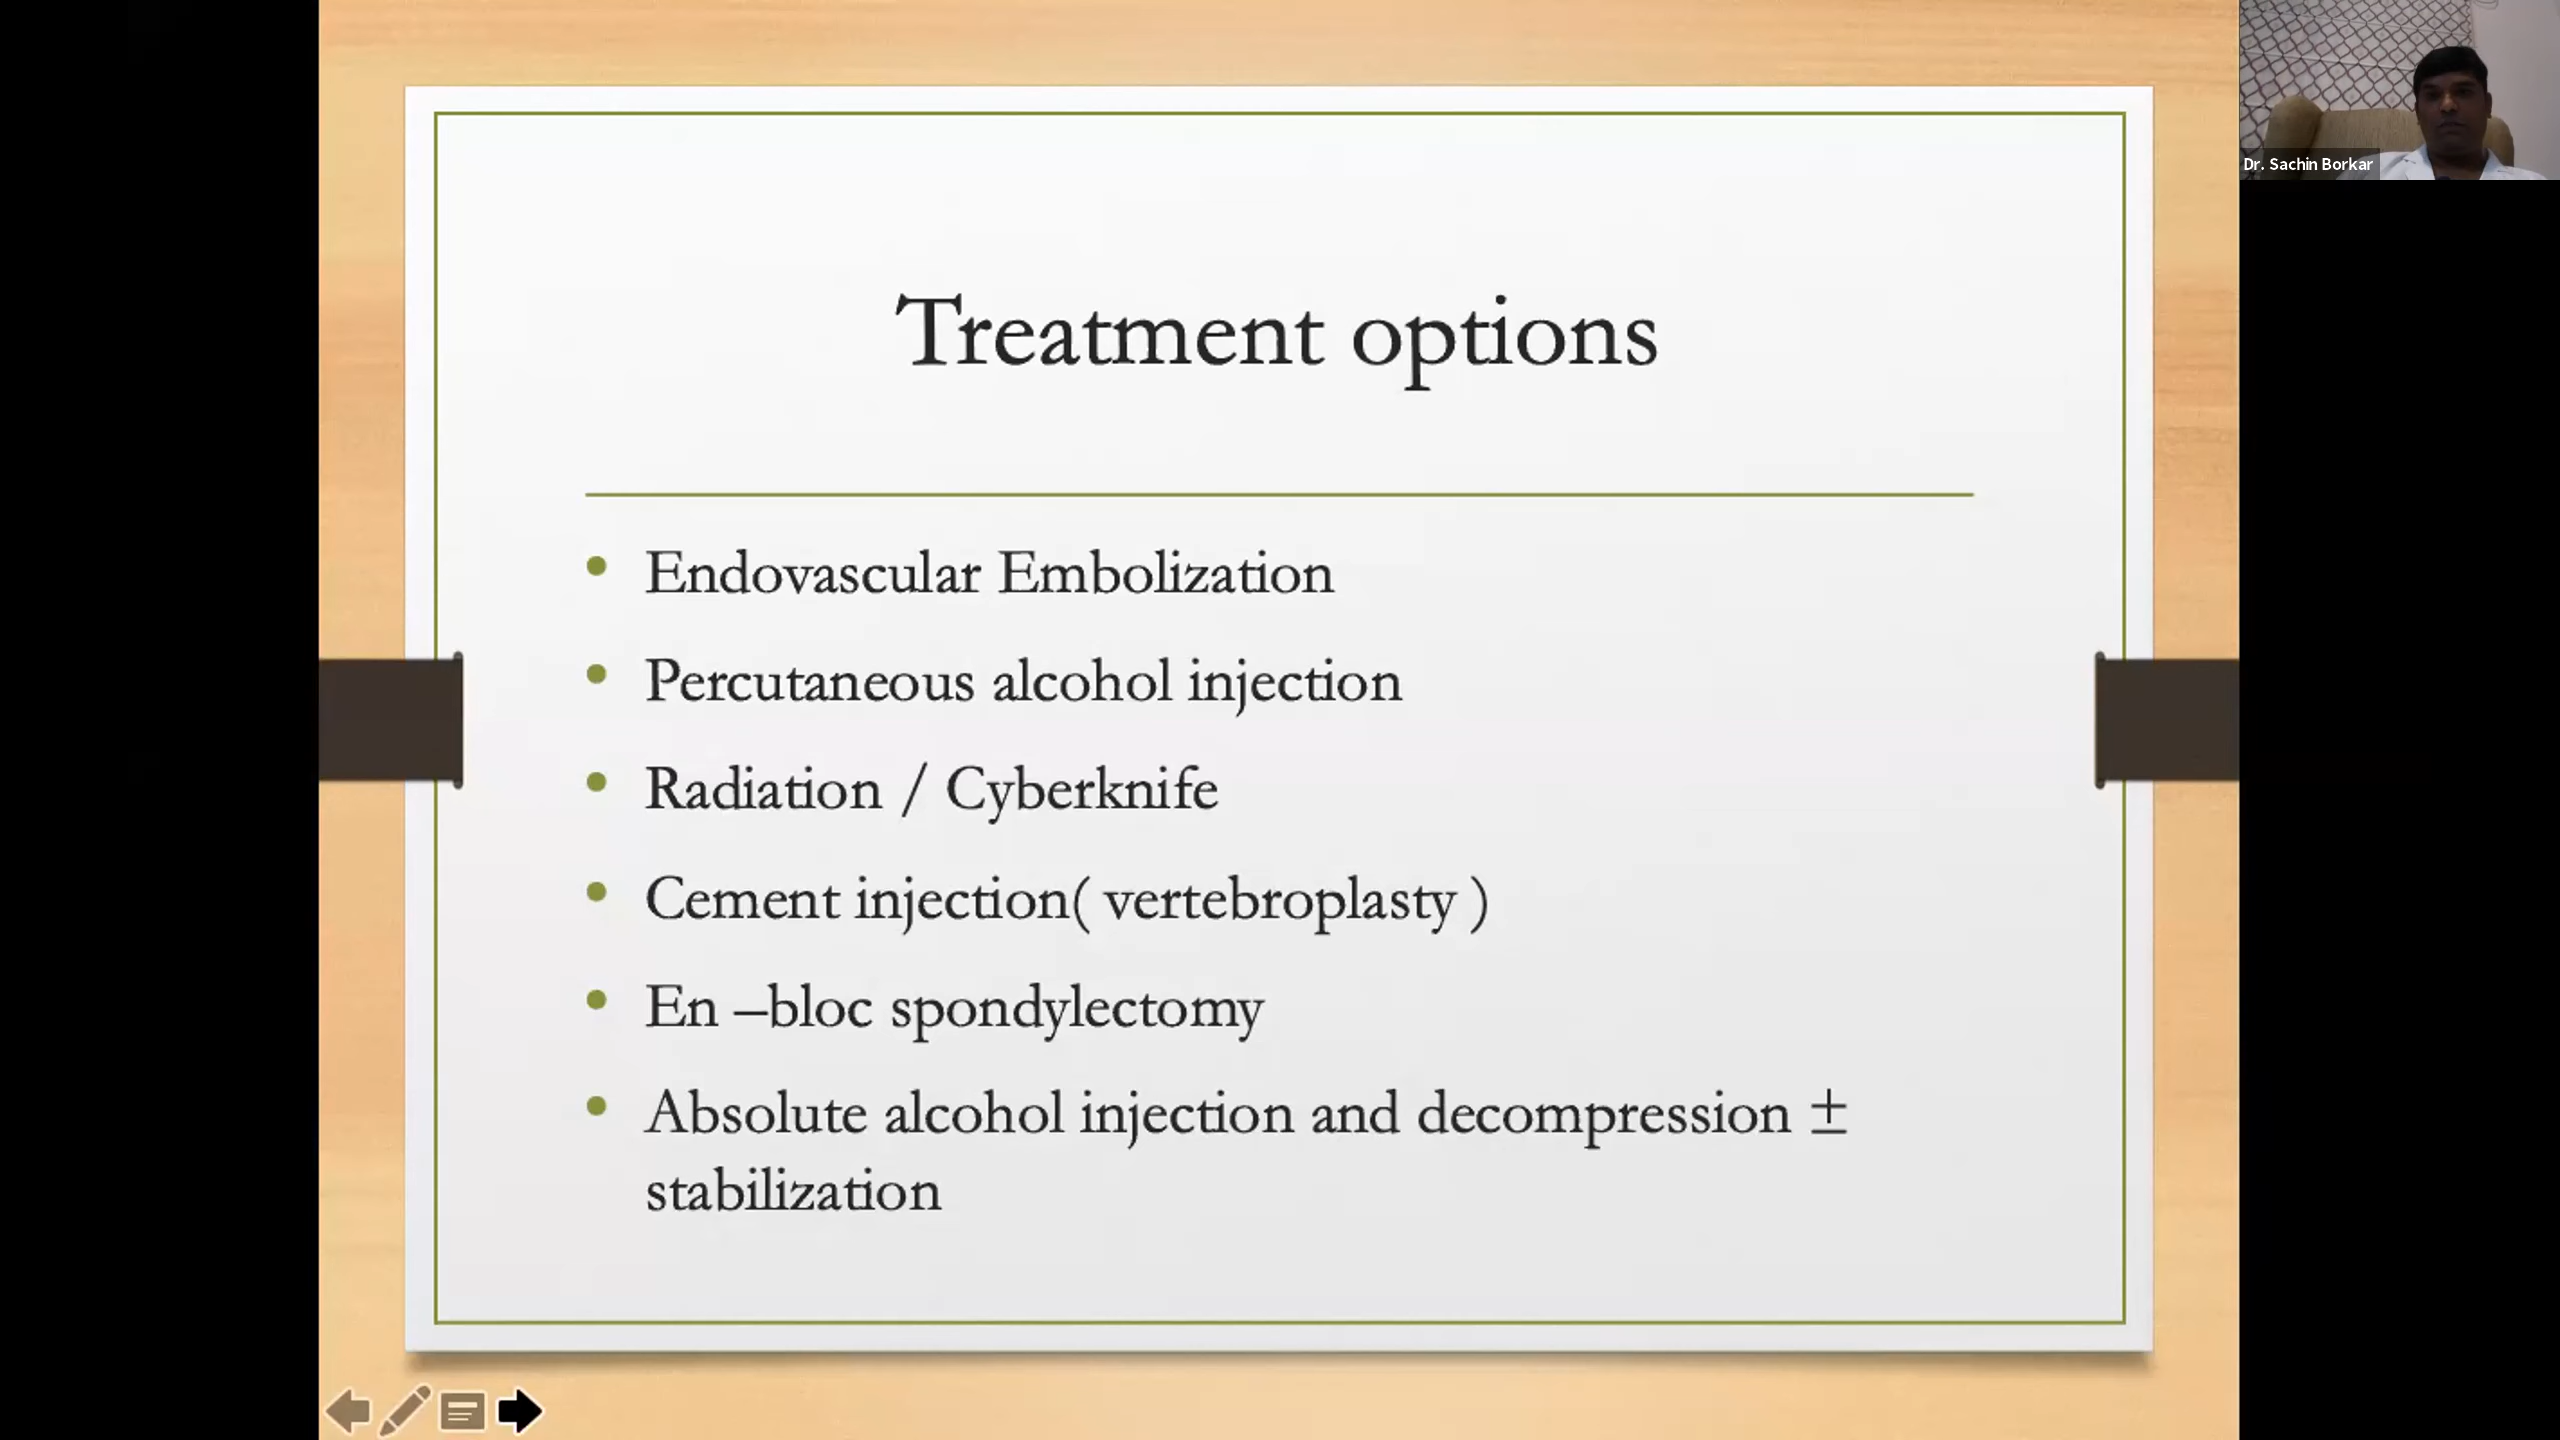 Treatment options
Endovascular Embolization
Percutaneous alcohol injection
Radiation / Cyberknife
Cement injection( vertebroplasty )
En –bloc spondylectomy
Absolute alcohol injection and decompression ±
stabilization
Dr. Sachin Borkar